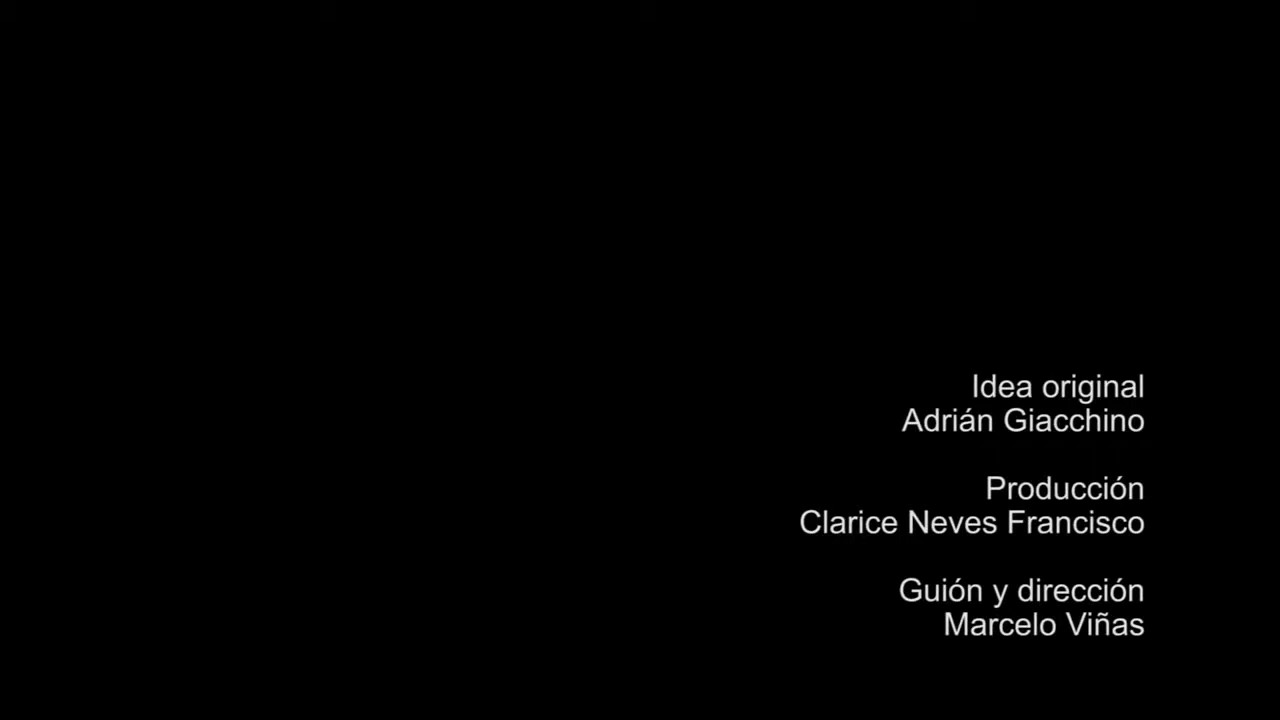 Idea original
Adrián Giacchino
Producción
Clarice Neves Francisco
Guión y dirección
Marcelo Viñas